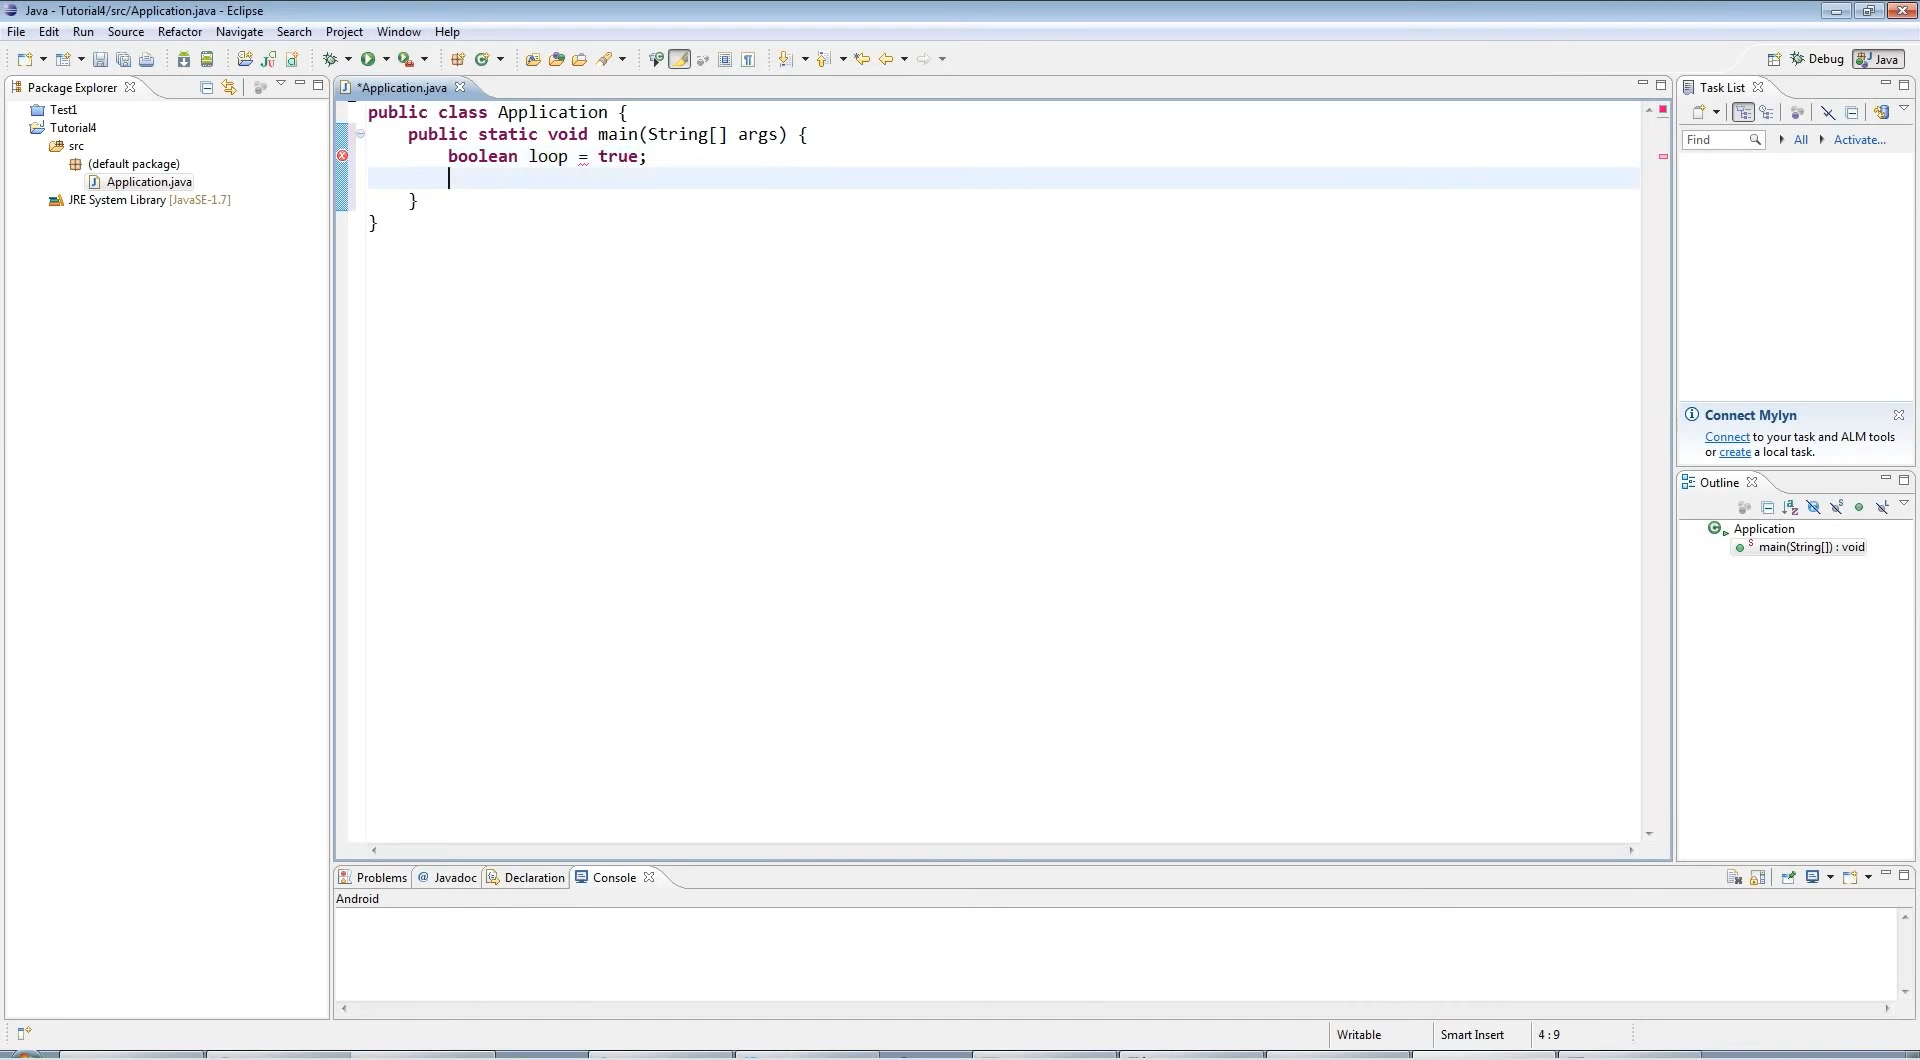 Java - Tutorial4/src/Application.java - Eclipse
File Edit Run Source Refactor Navigate Search Project Window Help
Debug Java
Package Explorer
Test1
Tutorial4
src
(default package)
Application.java
JRE System Library [JavaSE-1.7]
*Application.java
public class Application {
public static void main(String[] args) {
boolean loop = true;
}
}
Task List
Find All Activate...
Connect Mylyn
Connect to your task and ALM tools
or create a local task.
Outline
Application
main(String[]) : void
Problems Javadoc Declaration Console
Android
Writable Smart Insert 4 : 9